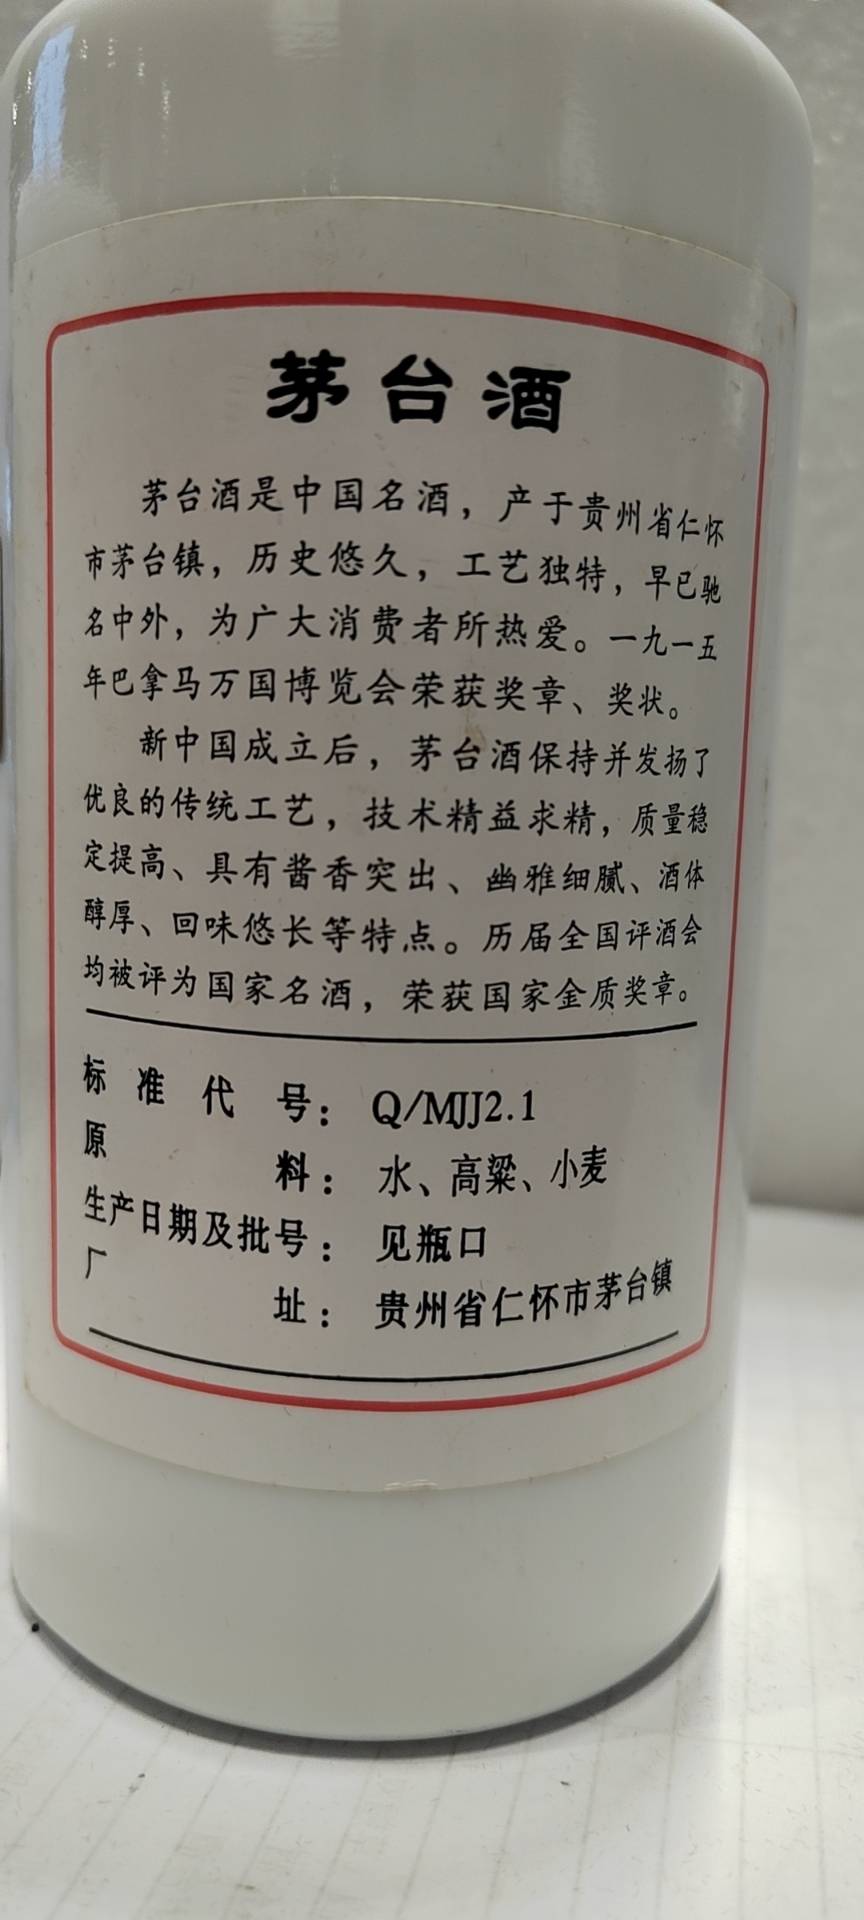 茅台酒
茅台酒是中国名酒，产于贵州省仁怀
市茅台镇，历史悠久，工艺独特，早已驰
名中外，为广大消费者所热爱。一九一五
年巴拿马万国博览会荣获奖章、奖状。
新中国成立后，茅台酒保持并发扬了
优良的传统工艺，技术精益求精，质量稳
定提高、具有酱香突出、幽雅细腻、酒体
醇厚、回味悠长等特点。历届全国评酒会
均被评为国家名酒，荣获国家金质奖章。
标准代号：Q/MJJ2.1
原料：水、高粱、小麦
生产日期及批号：见瓶口
厂址：贵州省仁怀市茅台镇